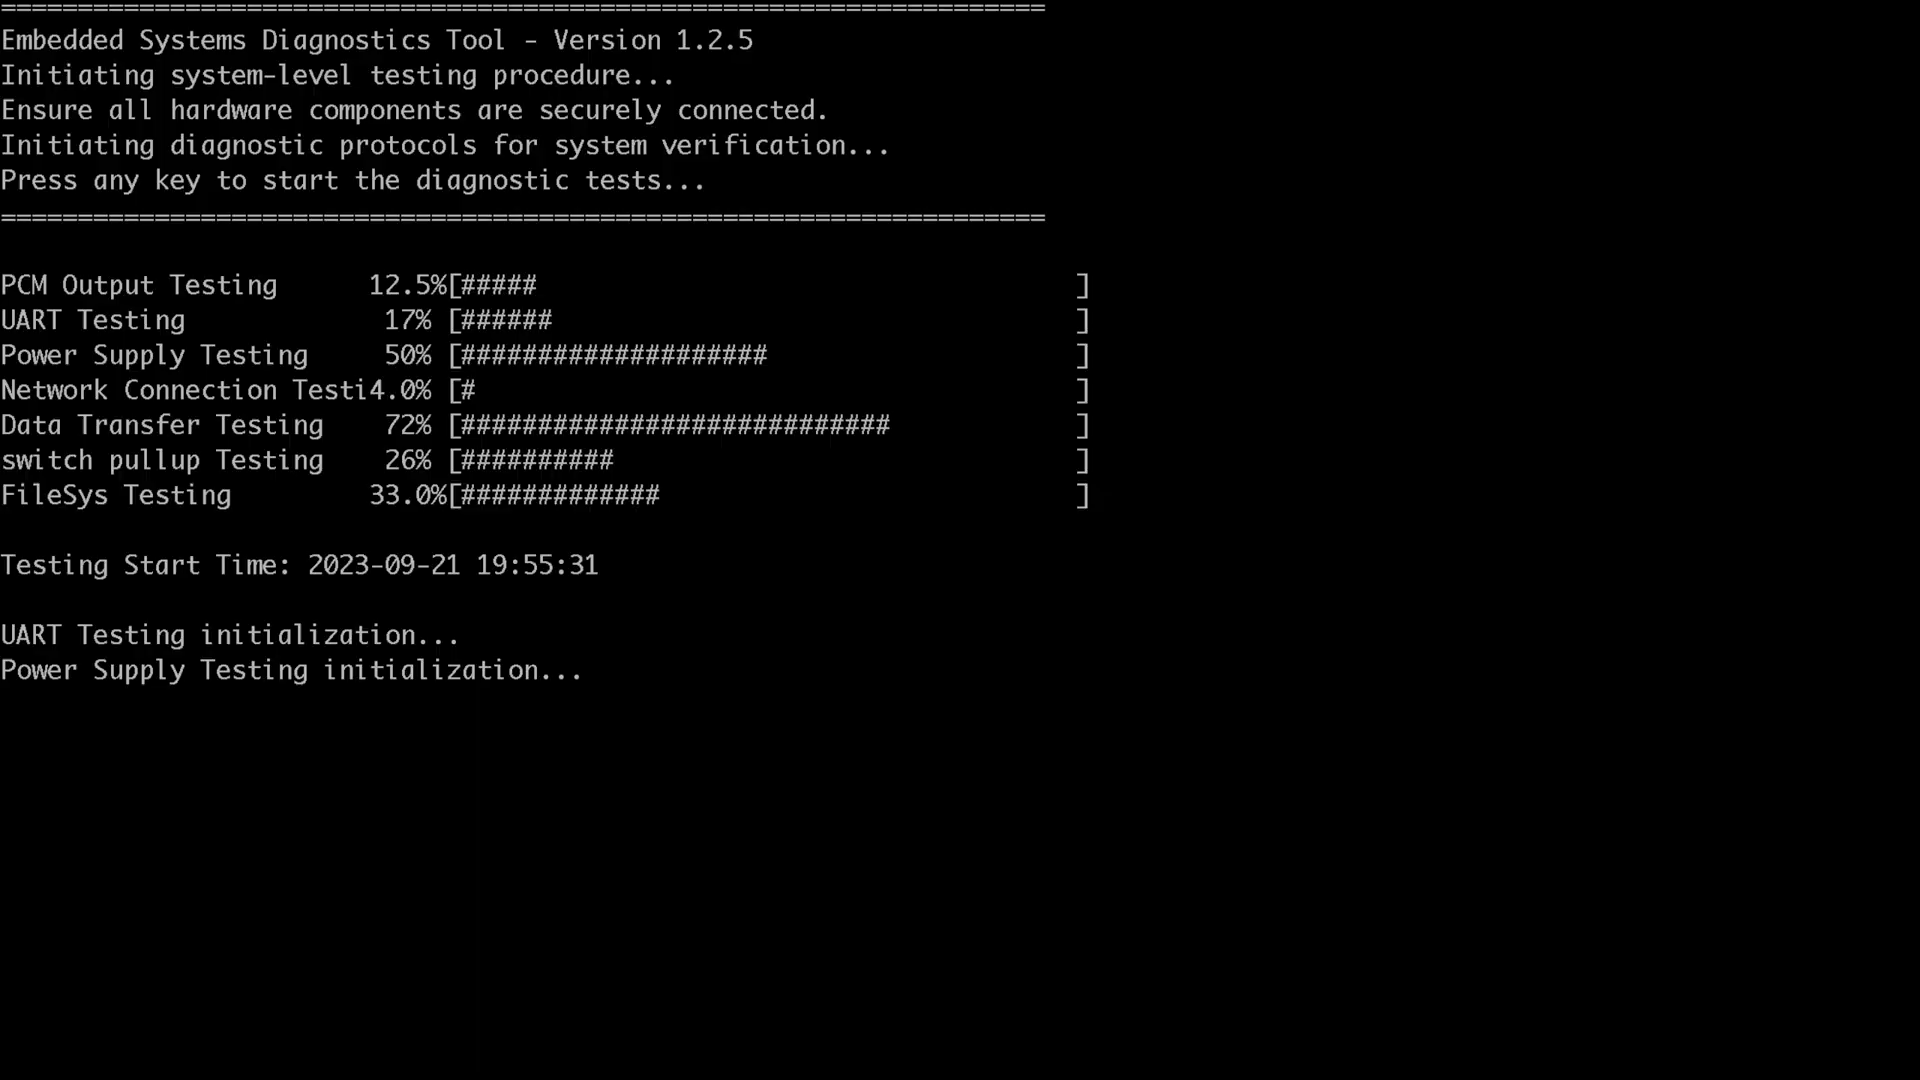 ====================================================================
Embedded Systems Diagnostics Tool - Version 1.2.5
Initiating system-level testing procedure...
Ensure all hardware components are securely connected.
Initiating diagnostic protocols for system verification...
Press any key to start the diagnostic tests...
====================================================================
PCM Output Testing      12.5%[#####                                   ]
UART Testing             17% [######                                  ]
Power Supply Testing     50% [####################                    ]
Network Connection Testi4.0% [#                                       ]
Data Transfer Testing    72% [############################            ]
switch pullup Testing    26% [##########                              ]
FileSys Testing         33.0%[#############                           ]
Testing Start Time: 2023-09-21 19:55:31
UART Testing initialization...
Power Supply Testing initialization...